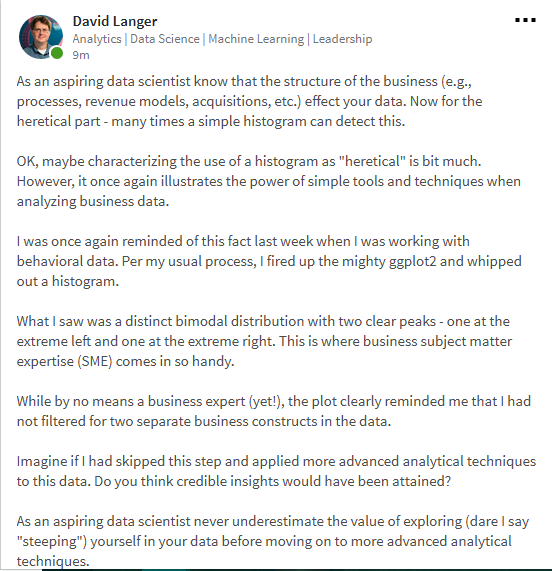 David Langer
Analytics | Data Science | Machine Learning | Leadership
9m
As an aspiring data scientist know that the structure of the business (e.g.,
processes, revenue models, acquisitions, etc.) effect your data. Now for the
heretical part - many times a simple histogram can detect this.
OK, maybe characterizing the use of a histogram as "heretical" is bit much.
However, it once again illustrates the power of simple tools and techniques when
analyzing business data.
I was once again reminded of this fact last week when I was working with
behavioral data. Per my usual process, I fired up the mighty ggplot2 and whipped
out a histogram.
What I saw was a distinct bimodal distribution with two clear peaks - one at the
extreme left and one at the extreme right. This is where business subject matter
expertise (SME) comes in so handy.
While by no means a business expert (yet!), the plot clearly reminded me that I had
not filtered for two separate business constructs in the data.
Imagine if I had skipped this step and applied more advanced analytical techniques
to this data. Do you think credible insights would have been attained?
As an aspiring data scientist never underestimate the value of exploring (dare I say
"steeping") yourself in your data before moving on to more advanced analytical
techniques.